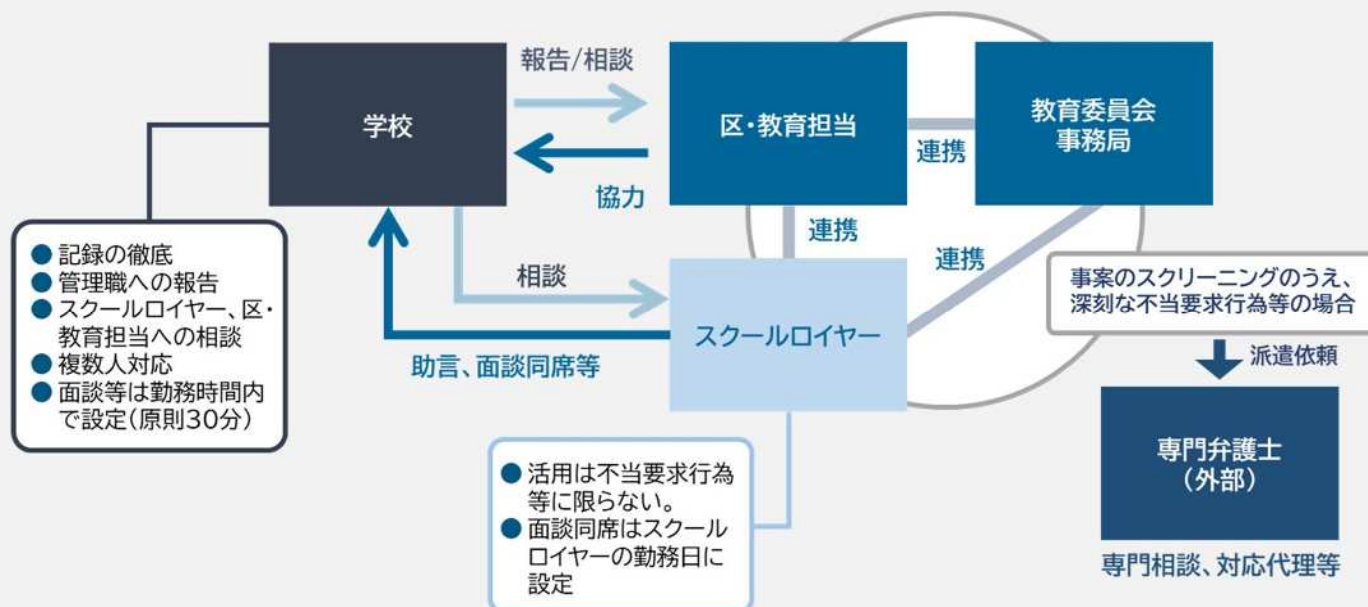 学校
報告/相談
協力
区・教育担当
連携
教育委員会
事務局
連携
連携
● 記録の徹底
● 管理職への報告
● スクールロイヤー、区・
教育担当への相談
● 複数人対応
● 面談等は勤務時間内
で設定(原則30分)
相談
助言、面談同席等
スクールロイヤー
● 活用は不当要求行為
等に限らない。
● 面談同席はスクール
ロイヤーの勤務日に
設定
事案のスクリーニングのうえ、
深刻な不当要求行為等の場合
派遣依頼
専門弁護士
(外部)
専門相談、対応代理等